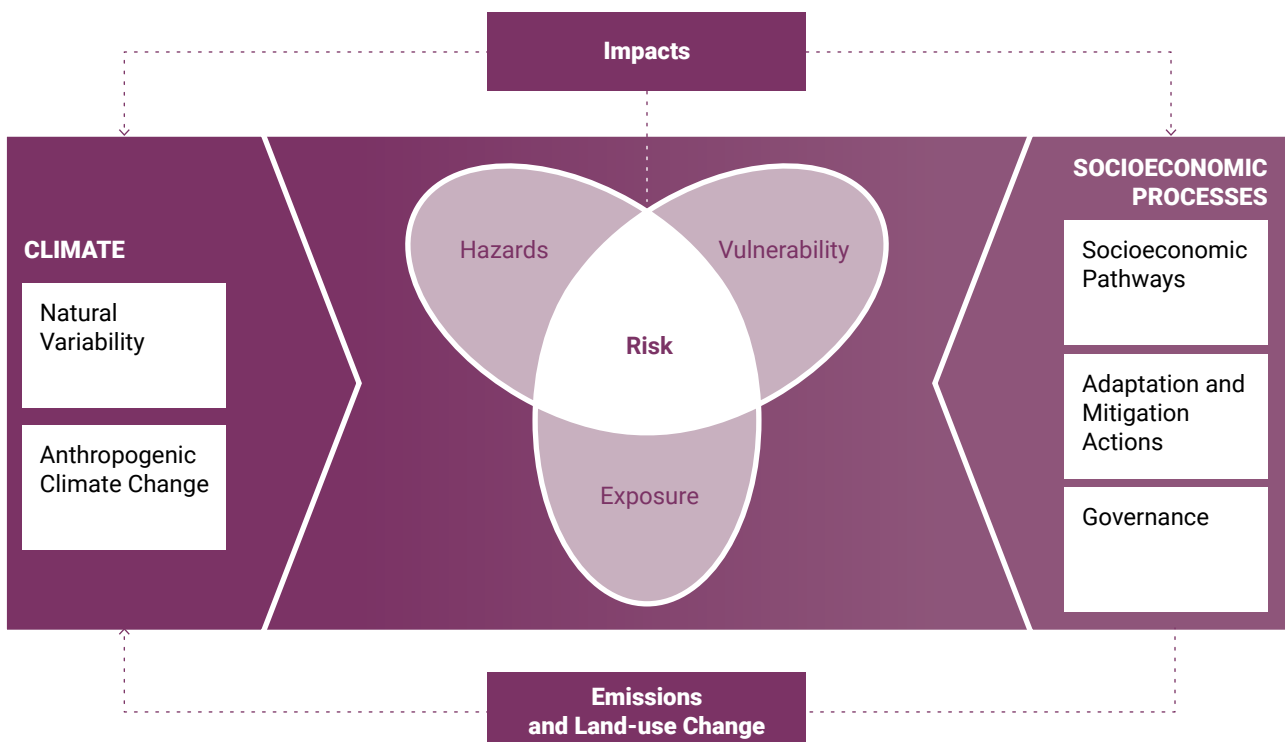 Impacts
CLIMATE
Natural
Variability
Anthropogenic
Climate Change
Hazards
Vulnerability
Risk
Exposure
SOCIOECONOMIC
PROCESSES
Socioeconomic
Pathways
Adaptation and
Mitigation
Actions
Governance
Emissions
and Land-use Change